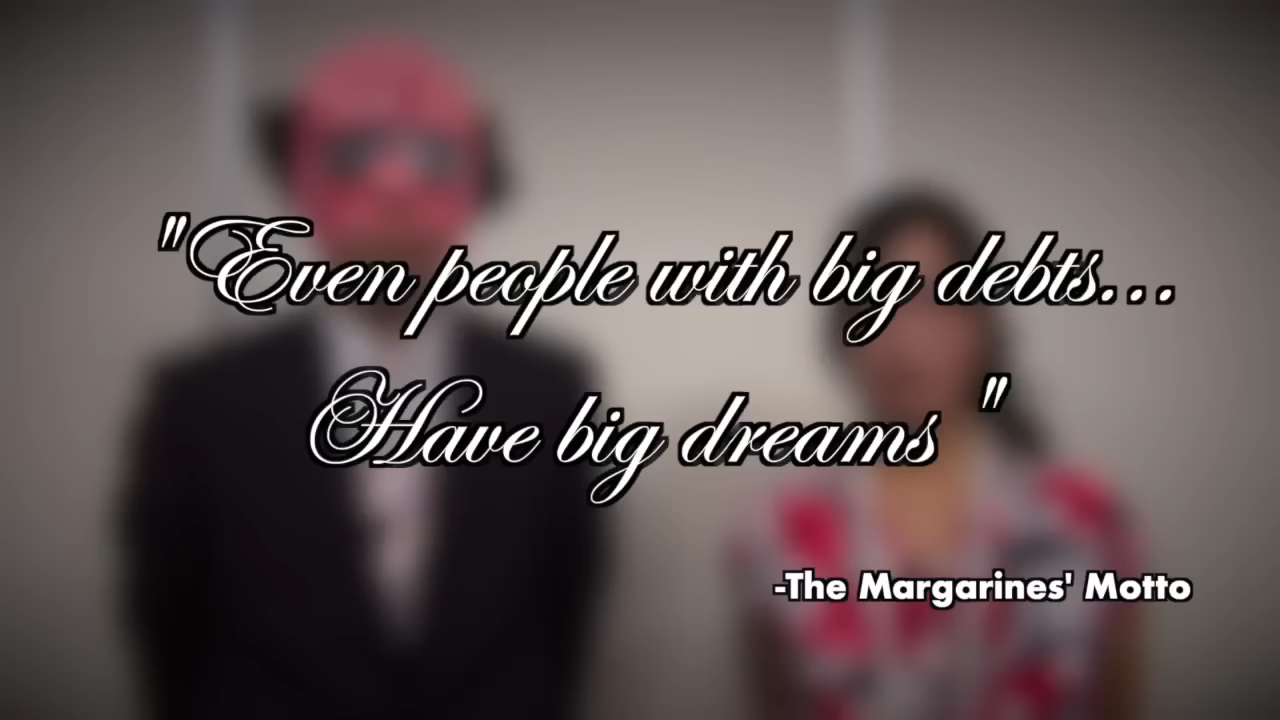 "Even people with big debts...
Have big dreams "
-The Margarines' Motto